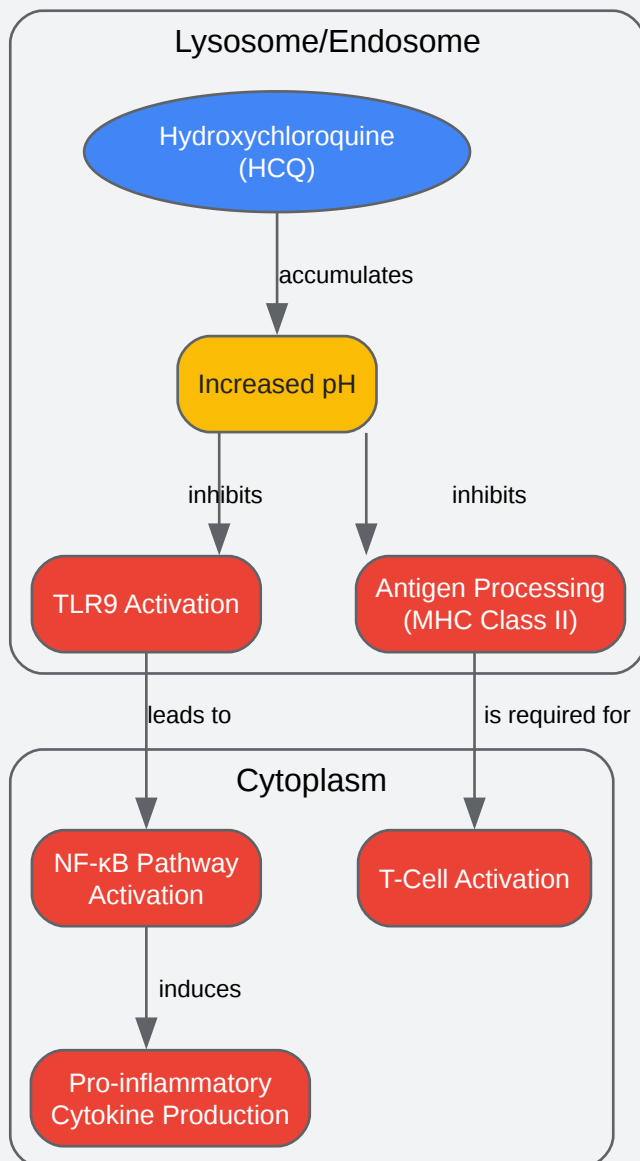 Lysosome/Endosome
Hydroxychloroquine
(HCQ)
accumulates
Increased pH
inhibits
inhibits
TLR9 Activation
Antigen Processing
(MHC Class II)
leads to
is required for
Cytoplasm
NF-κB Pathway
Activation
T-Cell Activation
induces
Pro-inflammatory
Cytokine Production